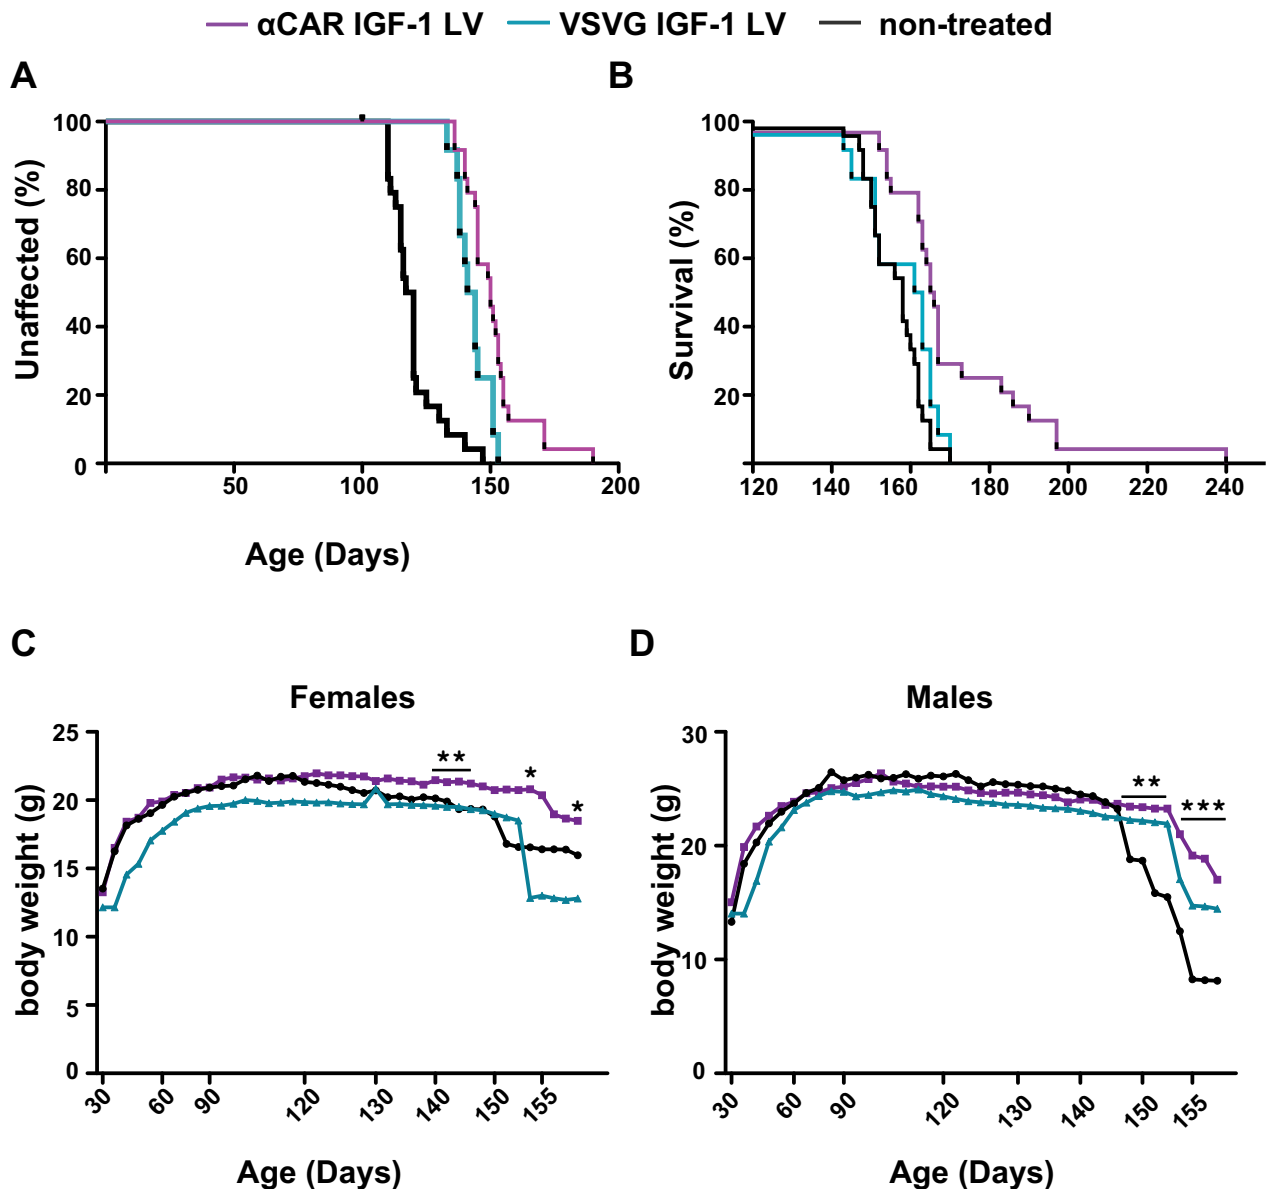 αCAR IGF-1 LV VSVG IGF-1 LV non-treated
A
B
Unaffected (%)
100
80
60
40
20
0
50 100 150 200
Age (Days)
Survival (%)
100
80
60
40
20
120 140 160 180 200 220 240
C
Females
body weight (g)
25
20
15
10
5
0
** * *
30 60 90 120 130 140 150 155
Age (Days)
D
Males
body weight (g)
30
20
10
0
** ***
30 60 90 120 130 140 150 155
Age (Days)